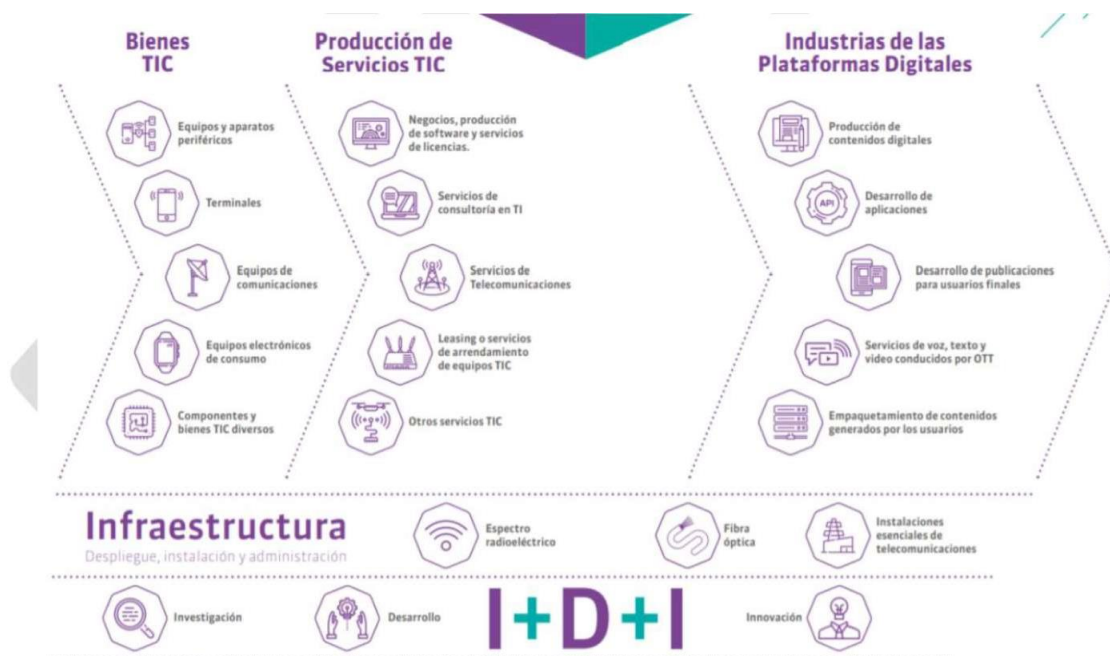 Bienes
TIC
Equipos y aparatos
periféricos
Terminales
Equipos de
comunicaciones
Equipos electrónicos
de consumo
Componentes y
bienes TIC diversos
Producción de
Servicios TIC
Negocios, producción
de software y servicios
de licencias.
Servicios de
consultoría en TI
Servicios de
Telecomunicaciones
Leasing o servicios
de arrendamiento
de equipos TIC
Otros servicios TIC
Industrias de las
Plataformas Digitales
Producción de
contenidos digitales
API
Desarrollo de
aplicaciones
Desarrollo de publicaciones
para usuarios finales
Servicios de voz, texto y
video conducidos por OTT
Empaquetamiento de contenidos
generados por los usuarios
Infraestructura
Despliegue, instalación y administración
Espectro
radioeléctrico
Fibra
óptica
Instalaciones
esenciales de
telecomunicaciones
Investigación
Desarrollo
I+D+I
Innovación